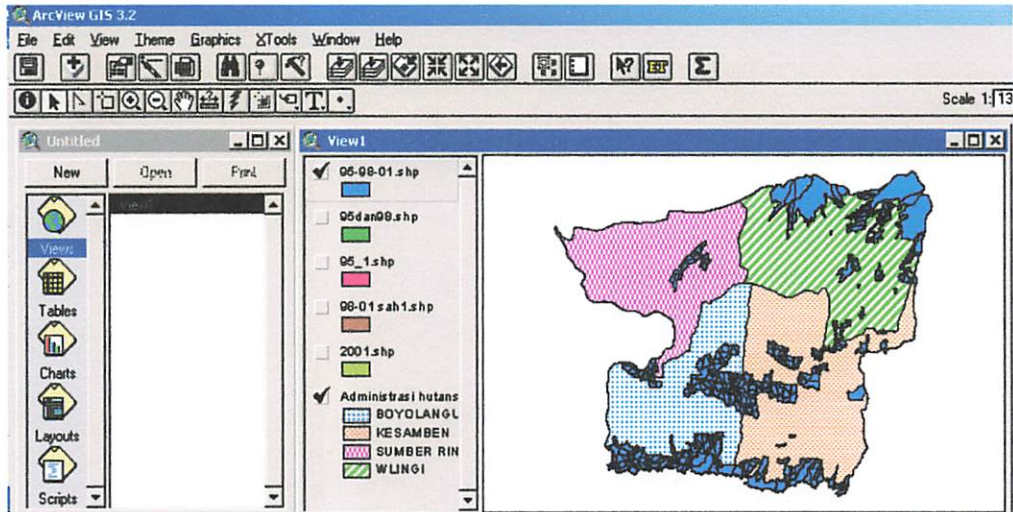 ArcView GIS 3.2
File Edit View Theme Graphics XTools Window Help
Scale 1: 13
Untitled
New Open Print
View1
Views
Tables
Charts
Layouts
Scripts
View1
95-98-01.shp
95dan98.shp
95_1.shp
98-01 sah1.shp
2001.shp
Administrasi hutans
BOYOLANGU
KESAMBEN
SUMBER RIN
WLINGI